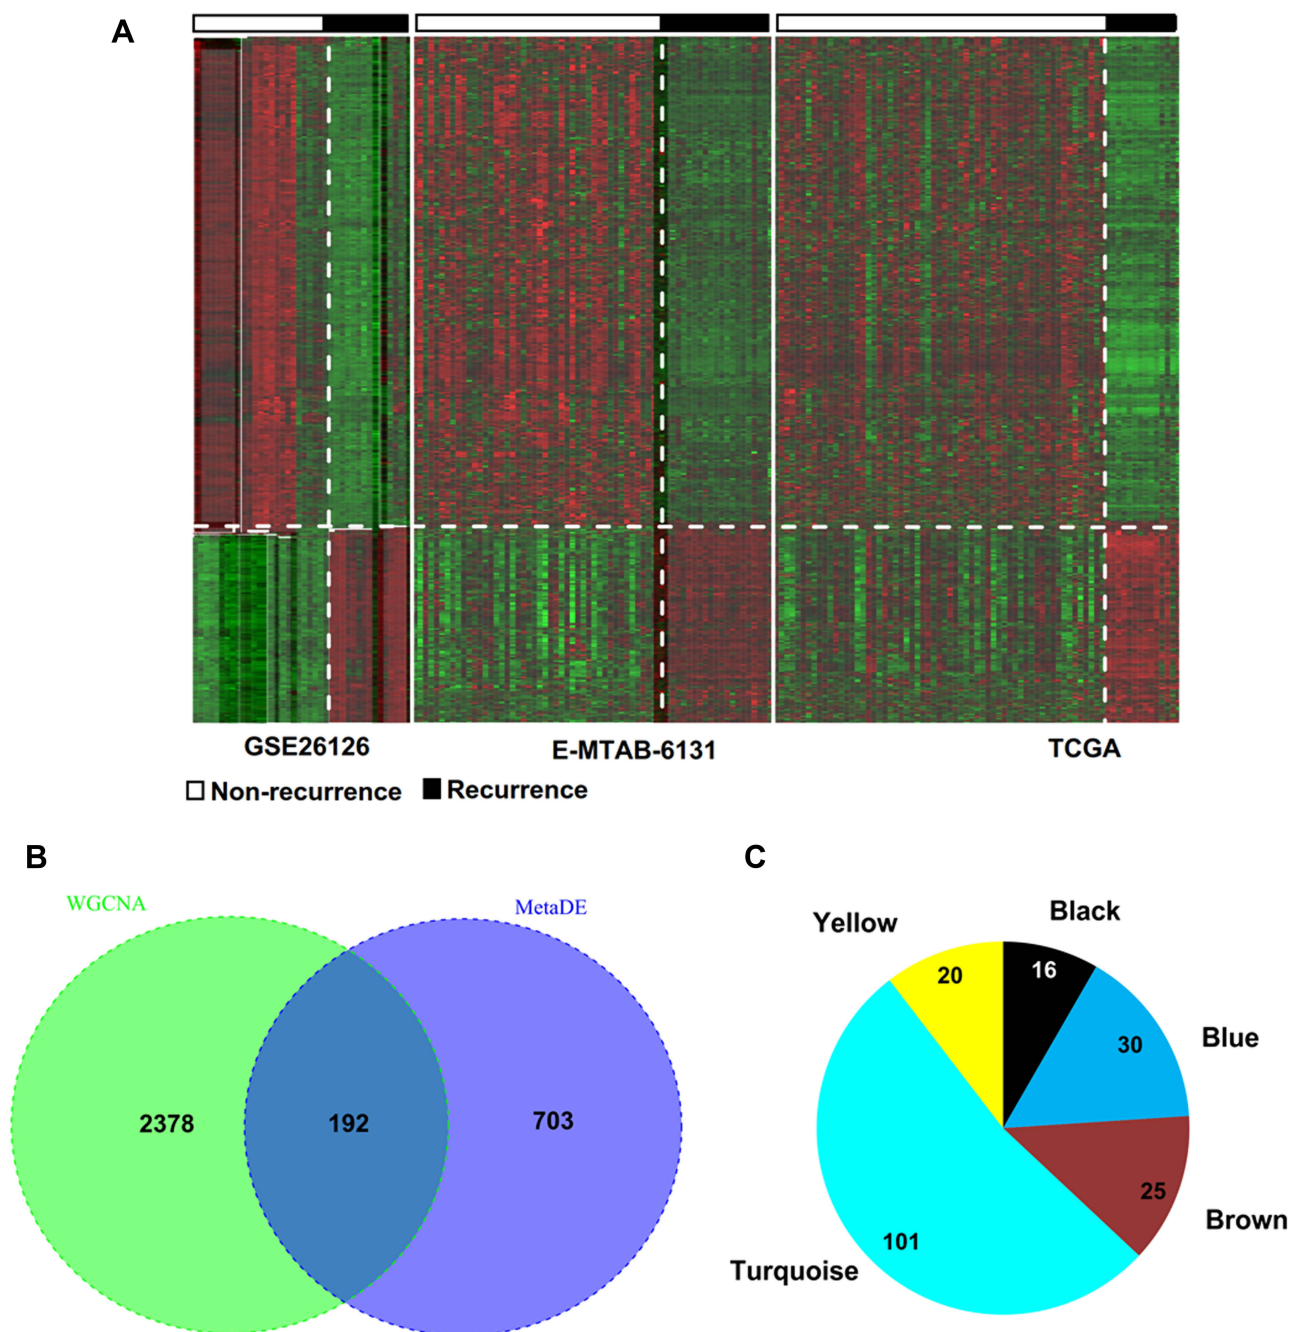 A
GSE26126
E-MTAB-6131
TCGA
Non-recurrence
Recurrence
B
WGCNA
MetaDE
2378
192
703
C
Yellow
Black
20
16
Blue
30
25
Brown
101
Turquoise